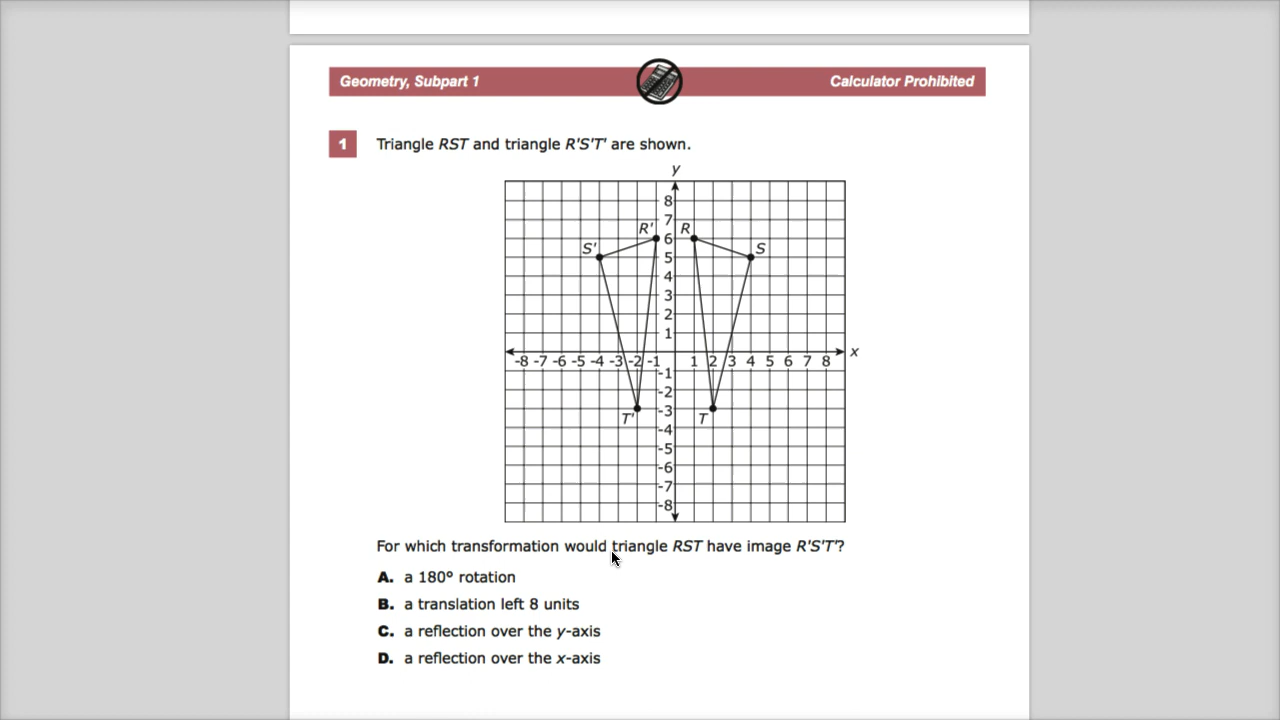 Geometry, Subpart 1
Calculator Prohibited
1 Triangle RST and triangle R'S'T' are shown.
y
8
7
R' R
6
S' S
5
4
3
2
1
x
-8 -7 -6 -5 -4 -3 -2 -1 1 2 3 4 5 6 7 8
-1
-2
-3
T' T
-4
-5
-6
-7
-8
For which transformation would triangle RST have image R'S'T'?
A. a 180° rotation
B. a translation left 8 units
C. a reflection over the y-axis
D. a reflection over the x-axis